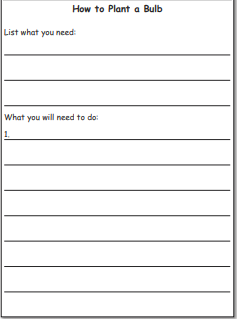 How to Plant a Bulb
List what you need:
What you will need to do:
1.